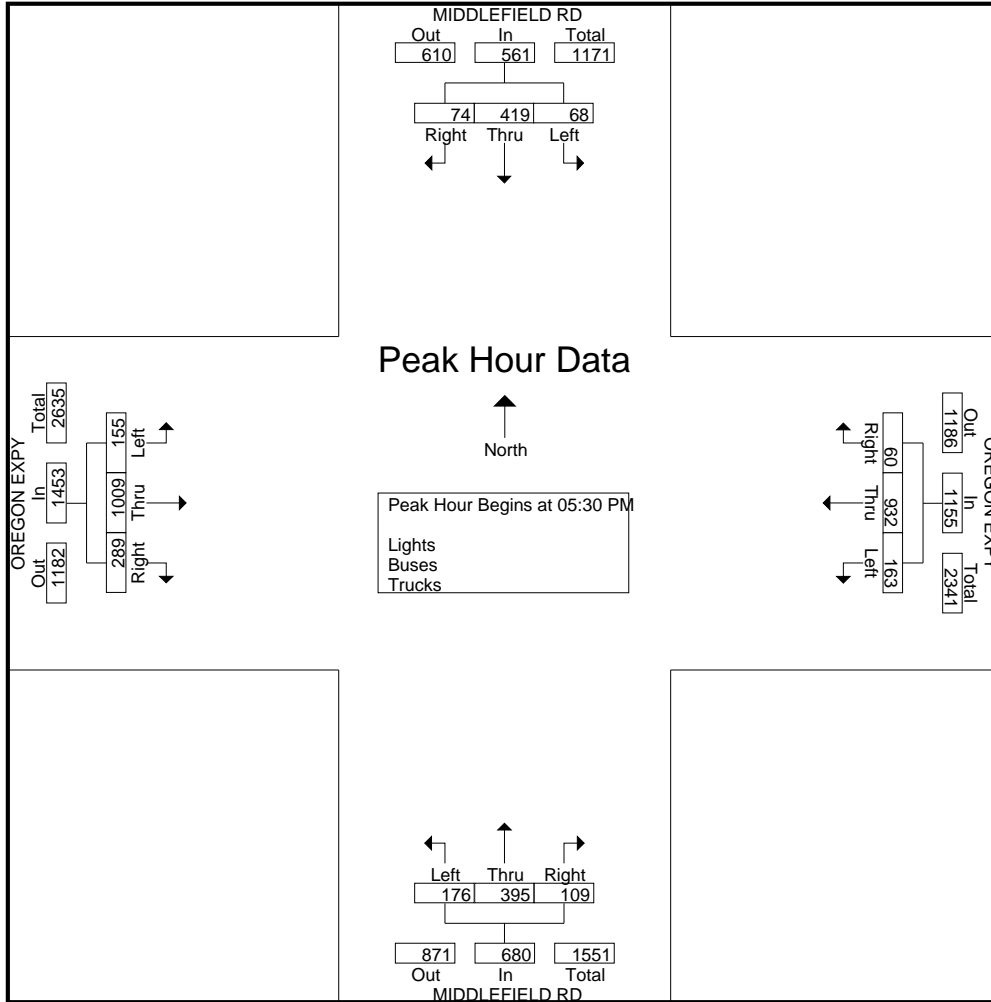 MIDDLEFIELD RD
Out In Total
610 561 1171
74 419 68
Right Thru Left
Peak Hour Data
North
Peak Hour Begins at 05:30 PM
Lights
Buses
Trucks
OREGON EXPY
Total In Out
2635 1453 1182
155 1009 289
Left Thru Right
Right Thru Left
60 932 163
Out In Total
1186 1155 2341
OREGON EXPY
Left Thru Right
176 395 109
871 680 1551
Out In Total
MIDDLEFIELD RD